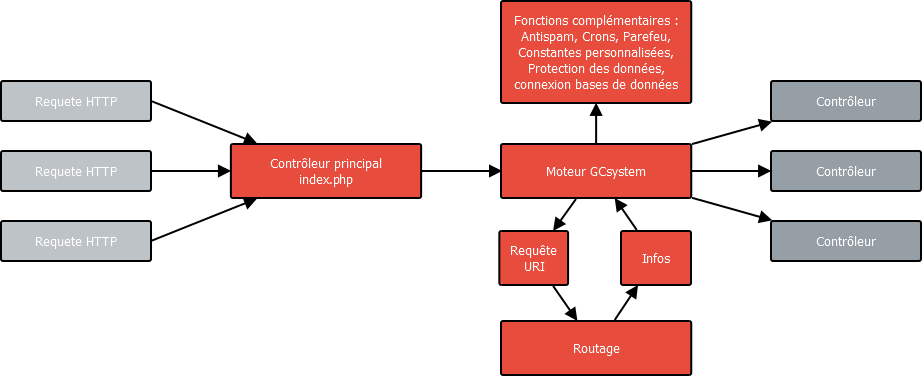 Fonctions complémentaires :
Antispam, Crons, Parefeu,
Constantes personnalisées,
Protection des données,
connexion bases de données
Requete HTTP
Requete HTTP
Requete HTTP
Contrôleur principal
index.php
Moteur GCsystem
Contrôleur
Contrôleur
Contrôleur
Requête
URI
Infos
Routage